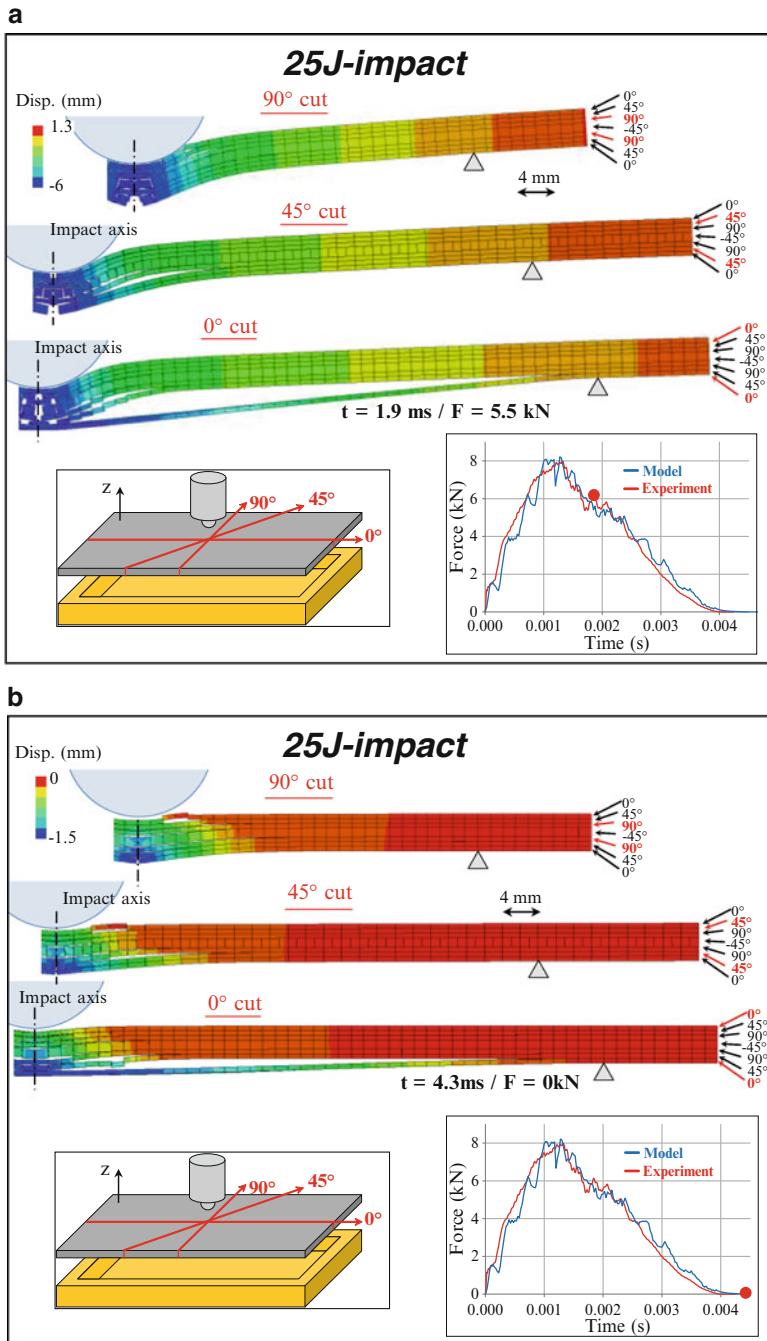 a
25J-impact
Disp. (mm)
1.3
-6
90° cut
0°
45°
90°
-45°
90°
45°
0°
4 mm
Impact axis
45° cut
0°
45°
90°
-45°
90°
45°
0°
Impact axis
0° cut
0°
45°
90°
-45°
90°
45°
0°
t = 1.9 ms / F = 5.5 kN
z
90°
45°
0°
Force (kN)
8
6
4
2
0
Model
Experiment
0.000 0.001 0.002 0.003 0.004
Time (s)
b
25J-impact
Disp. (mm)
0
-1.5
90° cut
0°
45°
90°
-45°
90°
45°
0°
4 mm
Impact axis
45° cut
0°
45°
90°
-45°
90°
45°
0°
Impact axis
0° cut
0°
45°
90°
-45°
90°
45°
0°
t = 4.3ms / F = 0kN
z
90°
45°
0°
Force (kN)
8
6
4
2
0
Model
Experiment
0.000 0.001 0.002 0.003 0.004
Time (s)